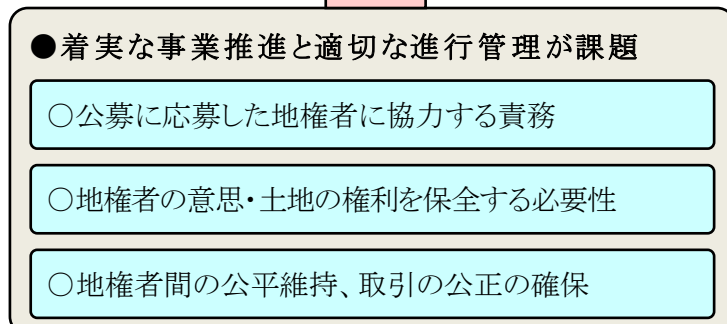 ●着実な事業推進と適切な進行管理が課題
○公募に応募した地権者に協力する責務
○地権者の意思・土地の権利を保全する必要性
○地権者間の公平維持、取引の公正の確保